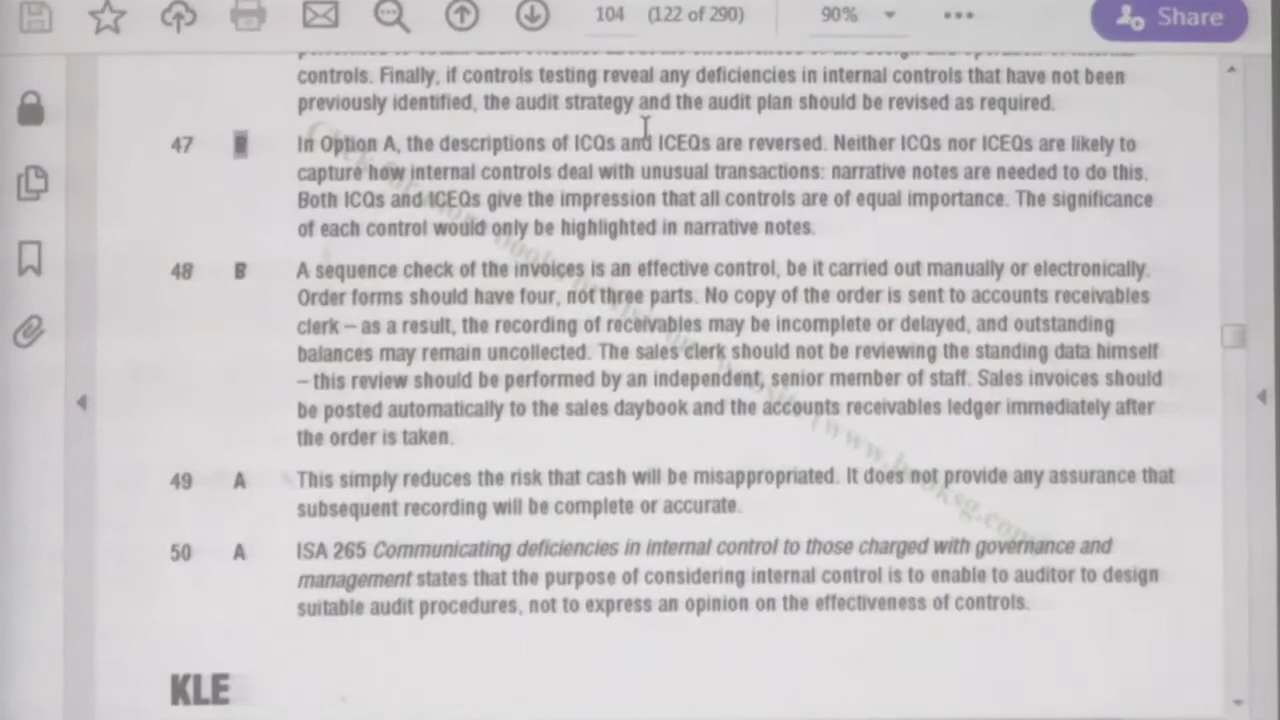 104 (122 of 290) 90% Share
controls. Finally, if controls testing reveal any deficiencies in internal controls that have not been
previously identified, the audit strategy and the audit plan should be revised as required.
47 B In Option A, the descriptions of ICQs and ICEQs are reversed. Neither ICQs nor ICEQs are likely to
capture how internal controls deal with unusual transactions: narrative notes are needed to do this.
Both ICQs and ICEQs give the impression that all controls are of equal importance. The significance
of each control would only be highlighted in narrative notes.
48 B A sequence check of the invoices is an effective control, be it carried out manually or electronically.
Order forms should have four, not three parts. No copy of the order is sent to accounts receivables
clerk – as a result, the recording of receivables may be incomplete or delayed, and outstanding
balances may remain uncollected. The sales clerk should not be reviewing the standing data himself
– this review should be performed by an independent, senior member of staff. Sales invoices should
be posted automatically to the sales daybook and the accounts receivables ledger immediately after
the order is taken.
49 A This simply reduces the risk that cash will be misappropriated. It does not provide any assurance that
subsequent recording will be complete or accurate.
50 A ISA 265 Communicating deficiencies in internal control to those charged with governance and
management states that the purpose of considering internal control is to enable to auditor to design
suitable audit procedures, not to express an opinion on the effectiveness of controls.
KLE